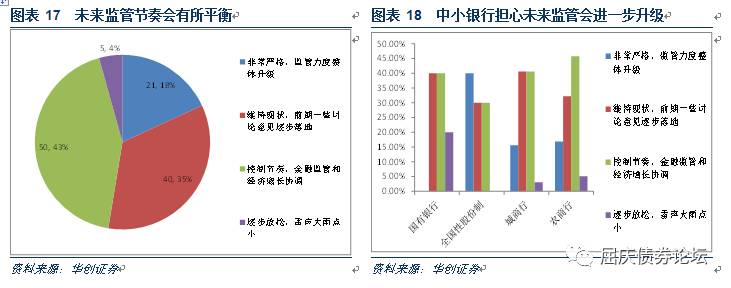 图表 17 未来监管节奏会有所平衡
5, 4%
21, 18%
50, 43%
40, 35%
非常严格，监管力度整
体升级
维持现状，前期一些讨
论意见逐步落地
控制节奏，金融监管和
经济增长协调
逐步放松，雷声大雨点
小
资料来源：华创证券
图表 18 中小银行担心未来监管会进一步升级
50.00%
45.00%
40.00%
35.00%
30.00%
25.00%
20.00%
15.00%
10.00%
5.00%
0.00%
国有银行
全国性股份制
城商行
农商行
非常严格，监管力度整
体升级
维持现状，前期一些讨
论意见逐步落地
控制节奏，金融监管和
经济增长协调
逐步放松，雷声大雨点
小
资料来源：华创证券
屈庆债券论坛